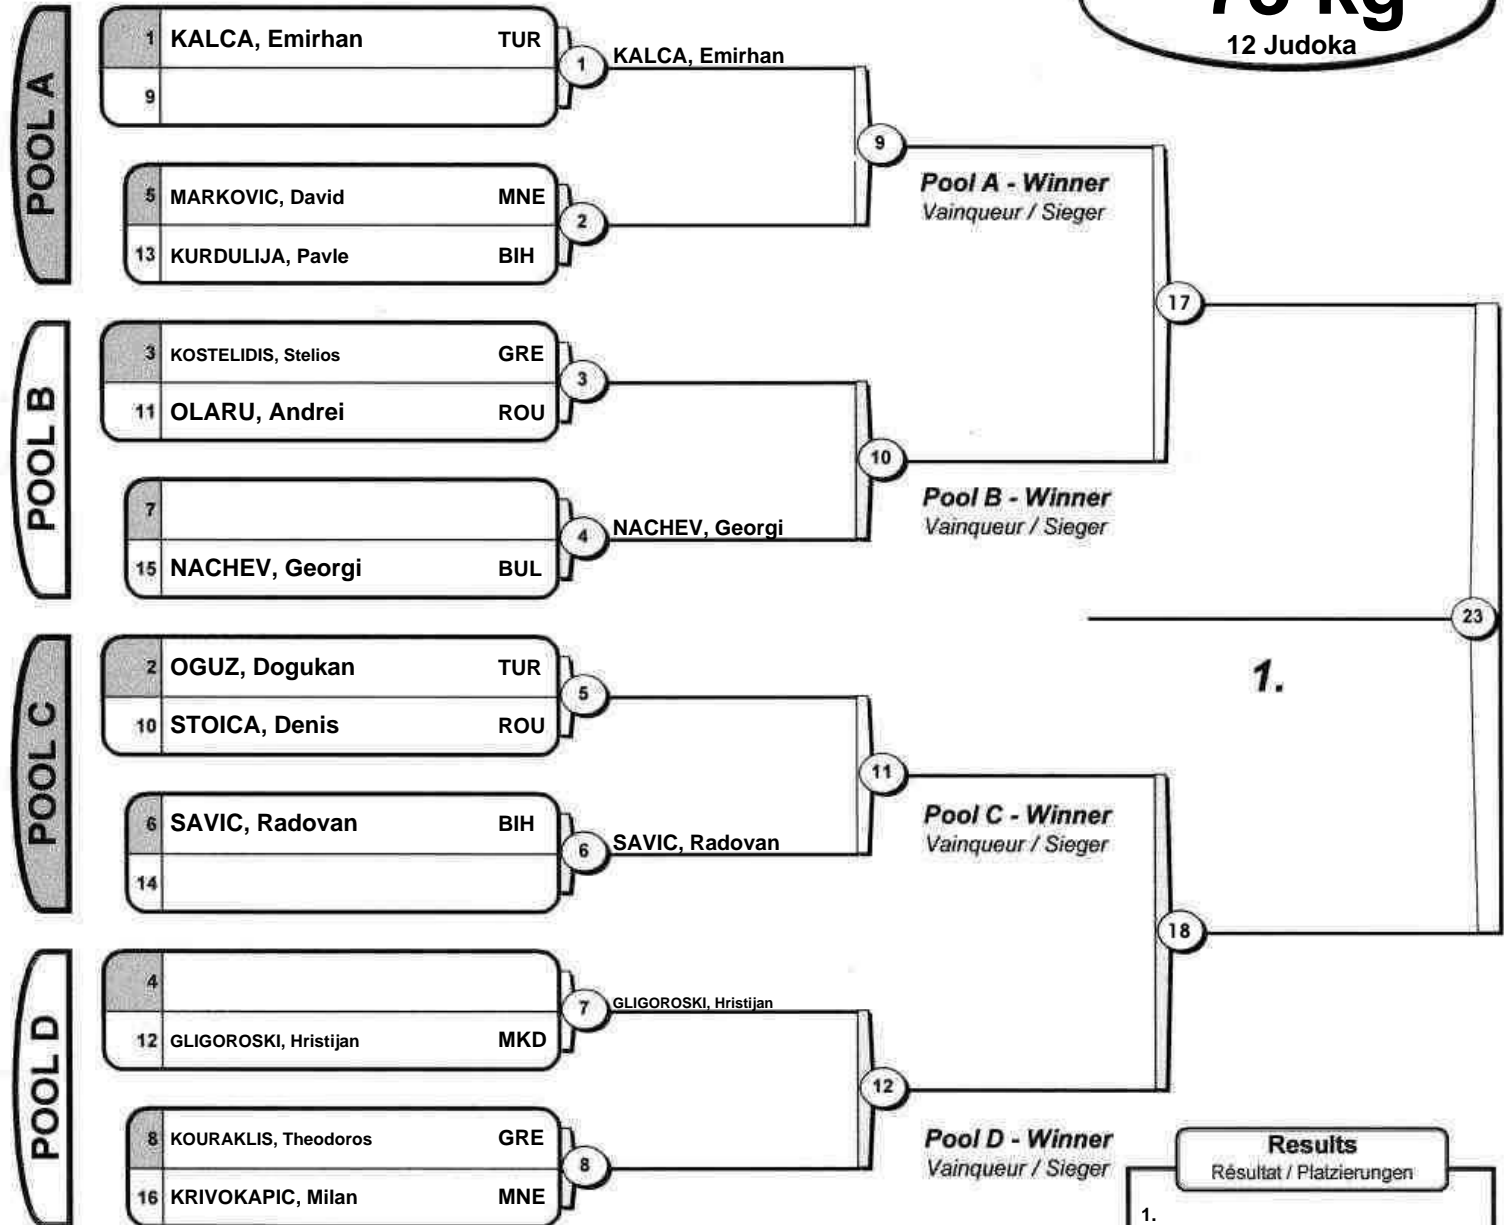 73 kg
12 Judoka
POOL A
1 KALCA, Emirhan TUR
9
1 KALCA, Emirhan
5 MARKOVIC, David MNE
13 KURDULIJA, Pavle BIH
2
9
Pool A - Winner
Vainqueur / Sieger
POOL B
3 KOSTELIDIS, Stelios GRE
11 OLARU, Andrei ROU
3
7
15 NACHEV, Georgi BUL
4 NACHEV, Georgi
10
Pool B - Winner
Vainqueur / Sieger
17
POOL C
2 OGUZ, Dogukan TUR
10 STOICA, Denis ROU
5
6 SAVIC, Radovan BIH
14
6 SAVIC, Radovan
11
Pool C - Winner
Vainqueur / Sieger
POOL D
4
12 GLIGOROSKI, Hristijan MKD
7 GLIGOROSKI, Hristijan
8 KOURAKLIS, Theodoros GRE
16 KRIVOKAPIC, Milan MNE
8
12
Pool D - Winner
Vainqueur / Sieger
18
23
1.
Results
Résultat / Platzierungen
1.